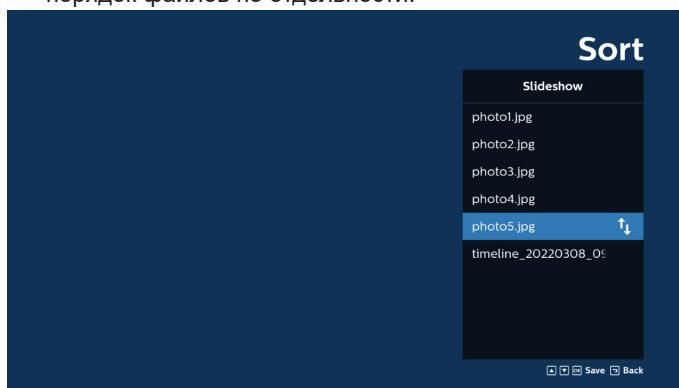 порядок файлов по отдельности.
Sort
Slideshow
photo1.jpg
photo2.jpg
photo3.jpg
photo4.jpg
photo5.jpg
timeline_20220308_09
OK Save Back